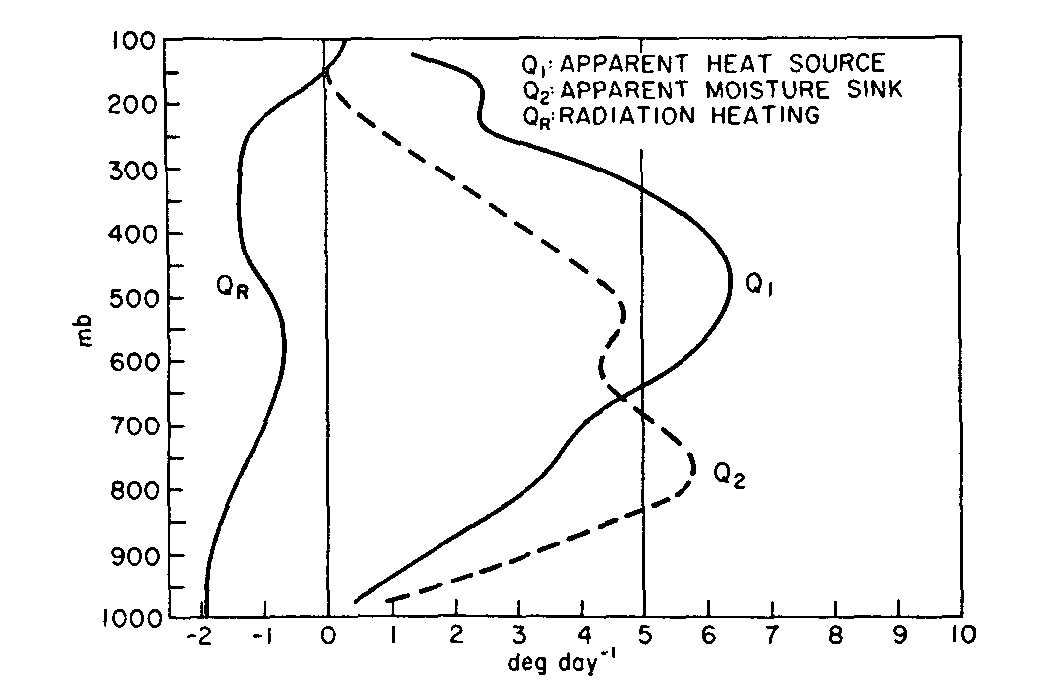 100
200
300
400
500
600
700
800
900
1000
mb
Q1: APPARENT HEAT SOURCE
Q2: APPARENT MOISTURE SINK
QR: RADIATION HEATING
QR
Q1
Q2
-2 -1 0 1 2 3 4 5 6 7 8 9 10
deg day-1